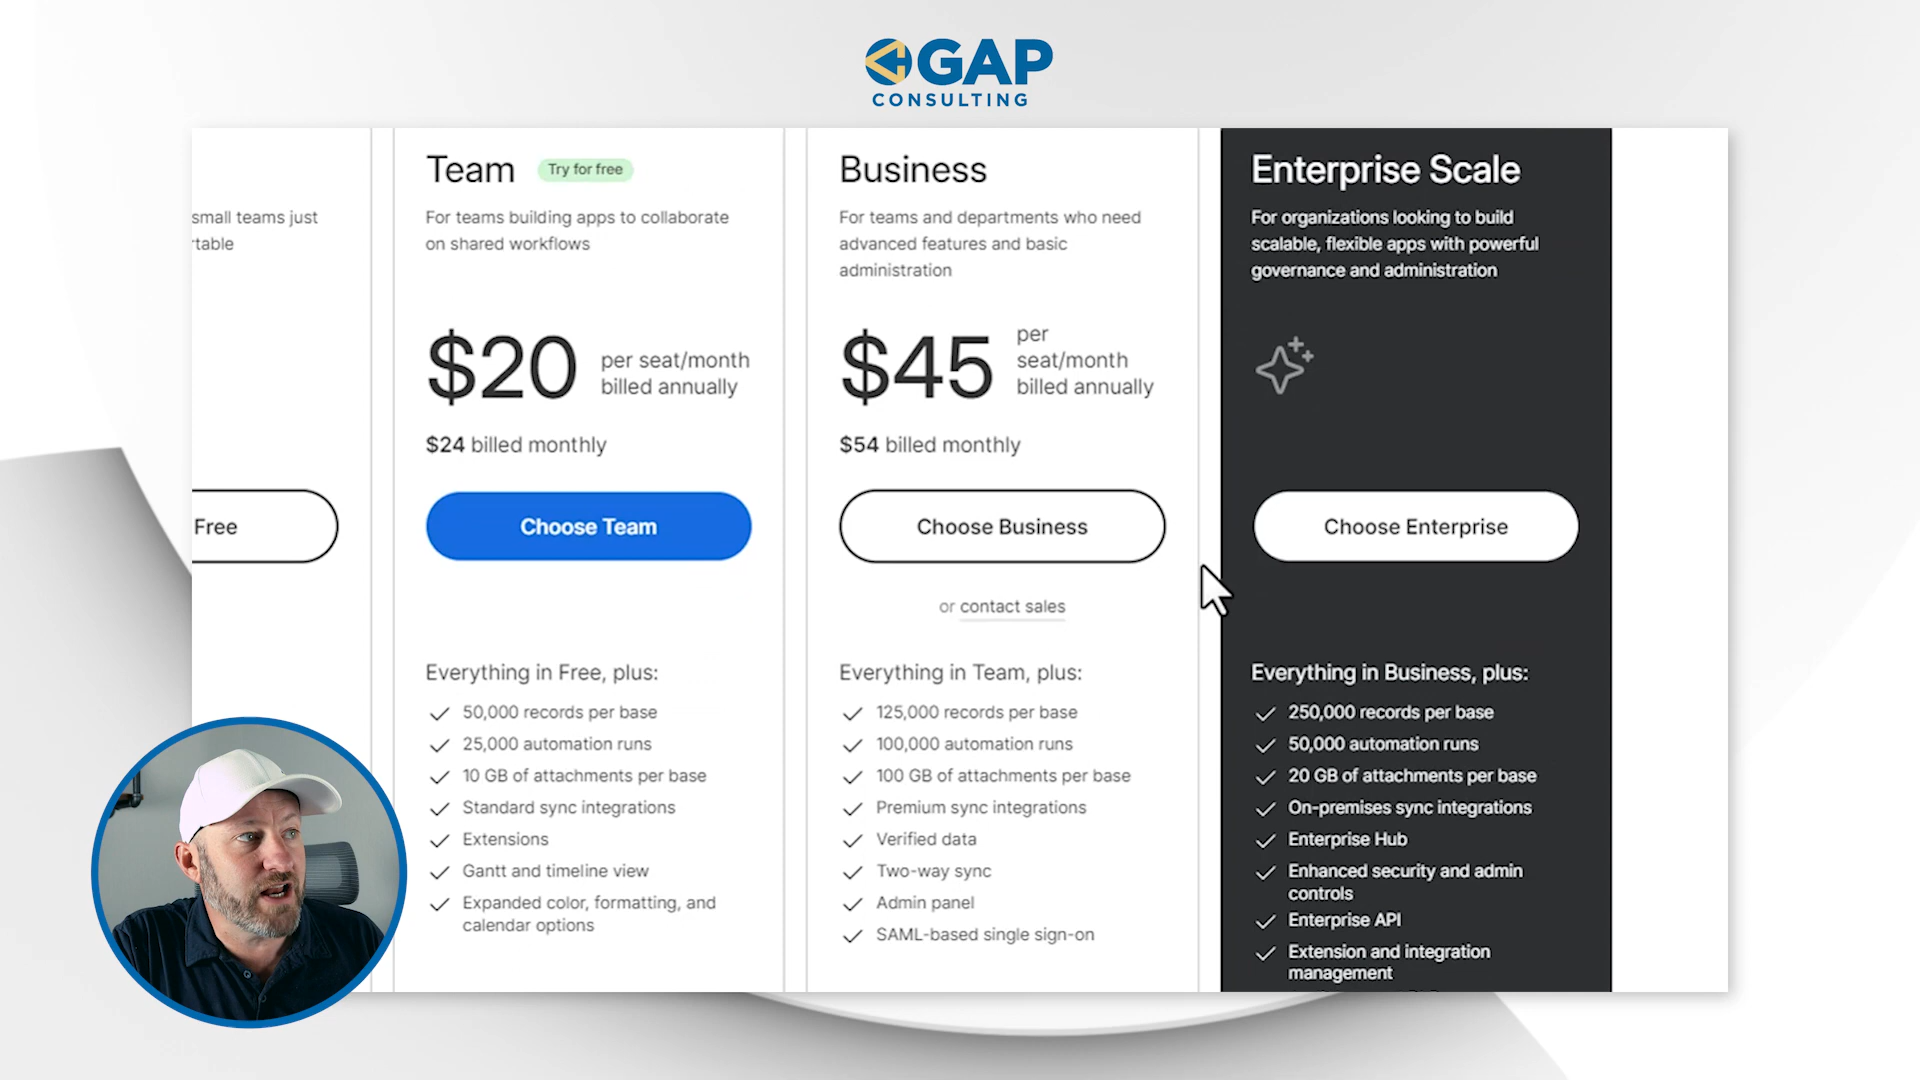 GAP
CONSULTING
small teams just
rtable
Free
Team
Try for free
For teams building apps to collaborate
on shared workflows
$20
per seat/month
billed annually
$24 billed monthly
Choose Team
Everything in Free, plus:
50,000 records per base
25,000 automation runs
10 GB of attachments per base
Standard sync integrations
Extensions
Gantt and timeline view
Expanded color, formatting, and
calendar options
Business
For teams and departments who need
advanced features and basic
administration
$45
per
seat/month
billed annually
$54 billed monthly
Choose Business
or contact sales
Everything in Team, plus:
125,000 records per base
100,000 automation runs
100 GB of attachments per base
Premium sync integrations
Verified data
Two-way sync
Admin panel
SAML-based single sign-on
Enterprise Scale
For organizations looking to build
scalable, flexible apps with powerful
governance and administration
Choose Enterprise
Everything in Business, plus:
250,000 records per base
50,000 automation runs
20 GB of attachments per base
On-premises sync integrations
Enterprise Hub
Enhanced security and admin
controls
Enterprise API
Extension and integration
management